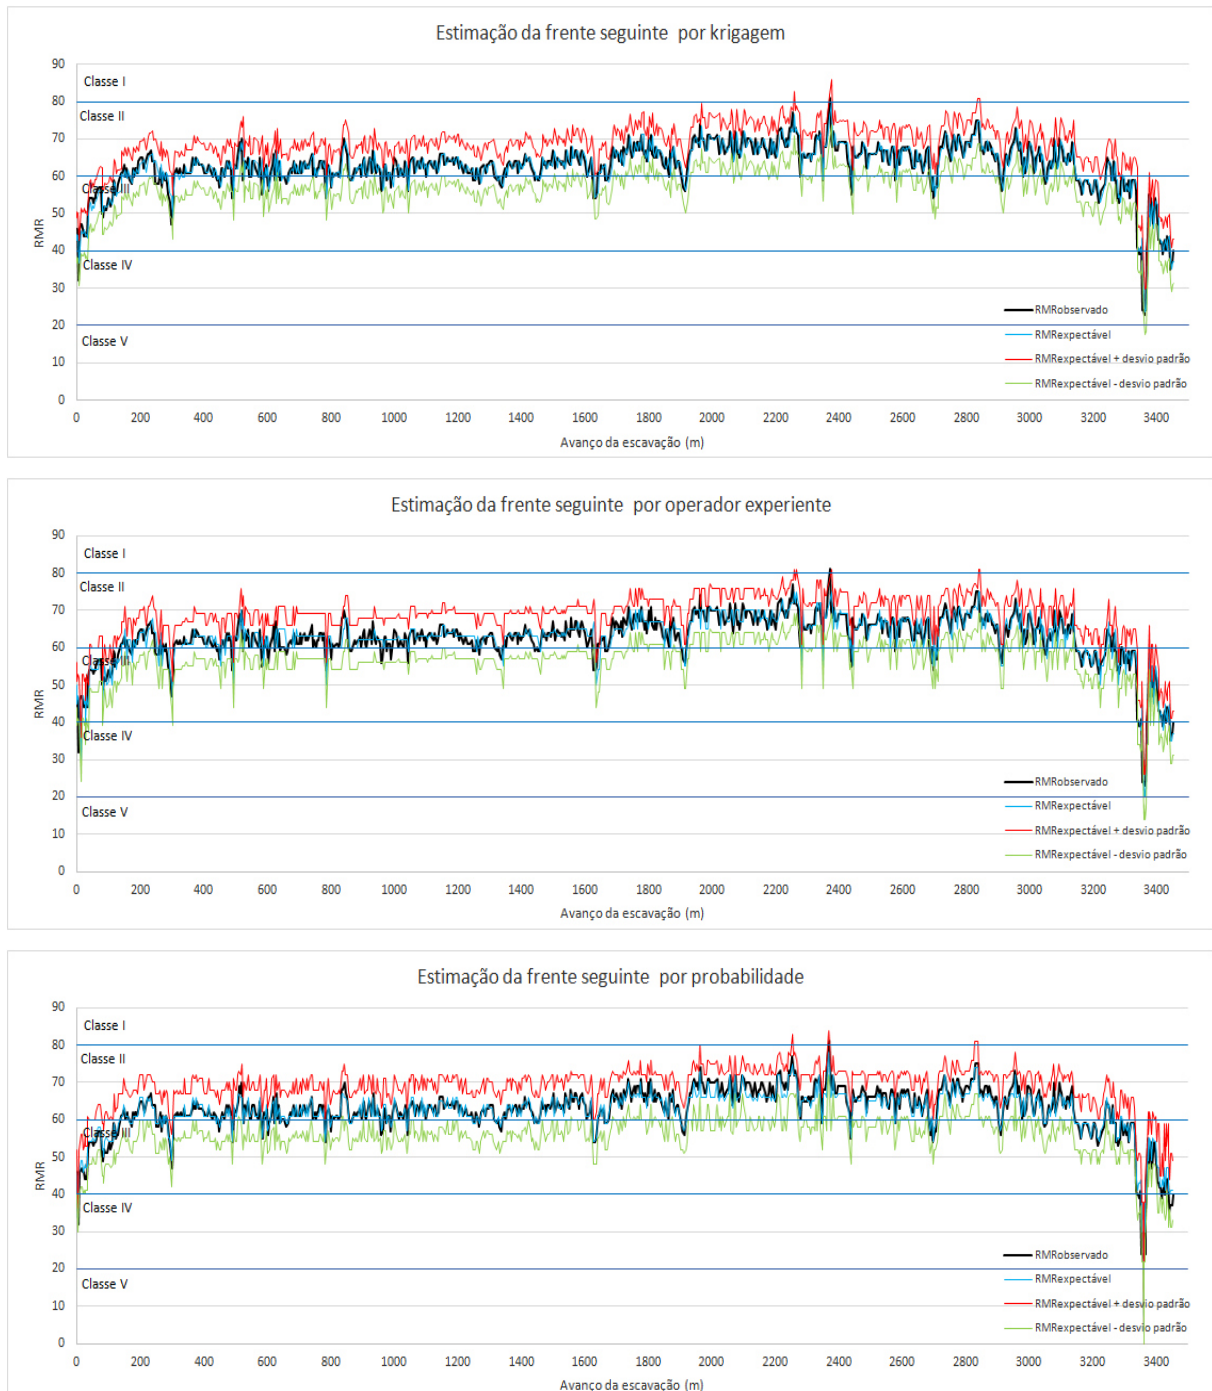 Estimação da frente seguinte por krigagem
90
80
70
60
50
40
30
20
10
0
RMR
Classe I
Classe II
Classe III
Classe IV
Classe V
RMRobservado
RMRexpectável
RMRexpectável + desvio padrão
RMRexpectável - desvio padrão
0 200 400 600 800 1000 1200 1400 1600 1800 2000 2200 2400 2600 2800 3000 3200 3400
Avanço da escavação (m)
Estimação da frente seguinte por operador experiente
90
80
70
60
50
40
30
20
10
0
RMR
Classe I
Classe II
Classe III
Classe IV
Classe V
RMRobservado
RMRexpectável
RMRexpectável + desvio padrão
RMRexpectável - desvio padrão
0 200 400 600 800 1000 1200 1400 1600 1800 2000 2200 2400 2600 2800 3000 3200 3400
Avanço da escavação (m)
Estimação da frente seguinte por probabilidade
90
80
70
60
50
40
30
20
10
0
RMR
Classe I
Classe II
Classe III
Classe IV
Classe V
RMRobservado
RMRexpectável
RMRexpectável + desvio padrão
RMRexpectável - desvio padrão
0 200 400 600 800 1000 1200 1400 1600 1800 2000 2200 2400 2600 2800 3000 3200 3400
Avanço da escavação (m)